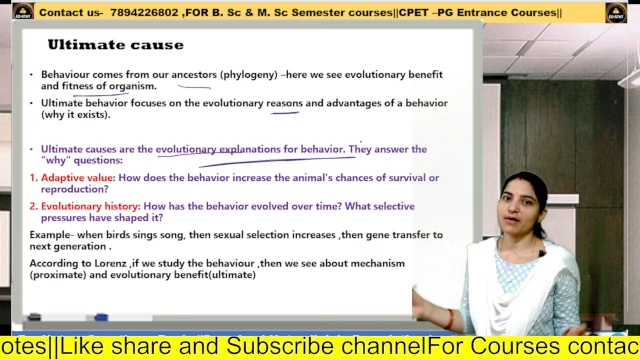 Contact us- 7894226802 ,FOR B. Sc & M. Sc Semester courses||CPET –PG Entrance Courses||
Ultimate cause
• Behaviour comes from our ancestors (phylogeny) –here we see evolutionary benefit
and fitness of organism.
• Ultimate behavior focuses on the evolutionary reasons and advantages of a behavior
(why it exists).
• Ultimate causes are the evolutionary explanations for behavior. They answer the
"why" questions:
1. Adaptive value: How does the behavior increase the animal's chances of survival or
reproduction?
2. Evolutionary history: How has the behavior evolved over time? What selective
pressures have shaped it?
Example- when birds sings song, then sexual selection increases ,then gene transfer to
next generation .
According to Lorenz ,if we study the behaviour ,then we see about mechanism
(proximate) and evolutionary benefit(ultimate)
otes||Like share and Subscribe channelFor Courses contac